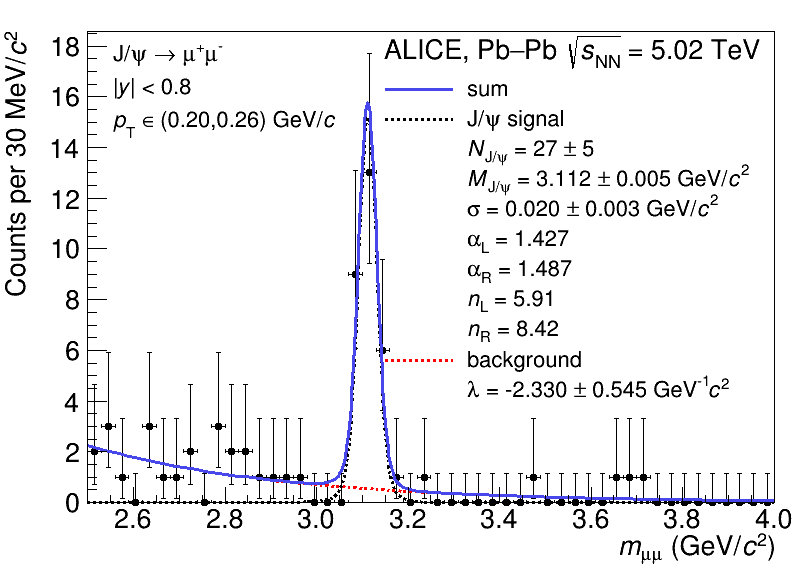 J/ψ → μ⁺μ⁻
|y| < 0.8
p_T ∈ (0.20,0.26) GeV/c
ALICE, Pb–Pb √s_NN = 5.02 TeV
sum
J/ψ signal
N_J/ψ = 27 ± 5
M_J/ψ = 3.112 ± 0.005 GeV/c²
σ = 0.020 ± 0.003 GeV/c²
α_L = 1.427
α_R = 1.487
n_L = 5.91
n_R = 8.42
background
λ = -2.330 ± 0.545 GeV⁻¹c²
Counts per 30 MeV/c²
18
16
14
12
10
8
6
4
2
0
2.6 2.8 3.0 3.2 3.4 3.6 3.8 4.0
m_μμ (GeV/c²)